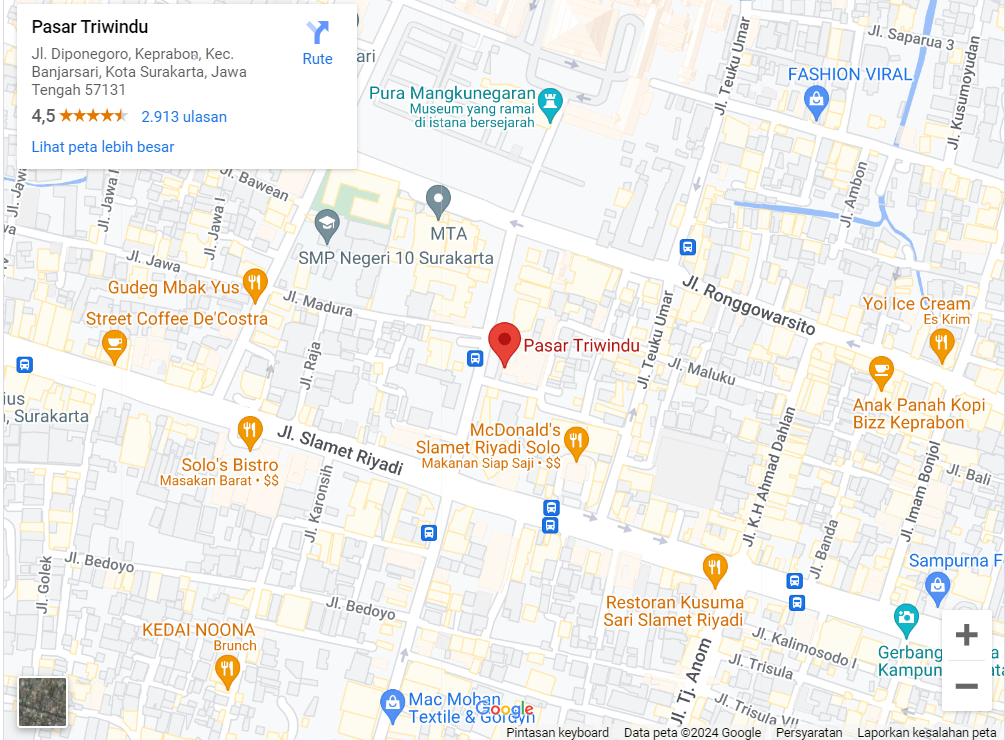 Pasar Triwindu
Jl. Diponegoro, Keprabon, Kec.
Banjarsari, Kota Surakarta, Jawa
Tengah 57131
Rute
4,5
2.913 ulasan
Lihat peta lebih besar
Jl. Saparua 3
Jl. Teuku Umar
FASHION VIRAL
Jl. Kusumoyudan
Pura Mangkunegaran
Museum yang ramai
di istana bersejarah
Jl. Bawean
Jl. Jawa I
Jl. Ambon
MTA
SMP Negeri 10 Surakarta
Jl. Jawa
Gudeg Mbak Yus
Jl. Madura
Street Coffee De'Costra
Jl. Ronggowarsito
Yoi Ice Cream
Es Krim
Jl. Teuku Umar
Pasar Triwindu
Jl. Raja
Jl. Maluku
, Surakarta
Anak Panah Kopi
Bizz Keprabon
McDonald's
Slamet Riyadi Solo
Makanan Siap Saji • $$
Jl. Slamet Riyadi
Solo's Bistro
Masakan Barat • $$
Jl. K.H Ahmad Dahlan
Jl. Imam Bonjol
Jl. Bali
Jl. Karonsih
Jl. Banda
Jl. Bedoyo
Jl. Golek
Sampurna F
Restoran Kusuma
Sari Slamet Riyadi
Jl. Bedoyo
KEDAI NOONA
Brunch
Jl. Kalimosodo I
Jl. Trisula
Jl. Tj. Anom
Jl. Trisula VII
Gerbang
Kampun
Mac Mohan
Textile & Gordyn
Google
Pintasan keyboard
Data peta ©2024 Google
Persyaratan
Laporkan kesalahan peta